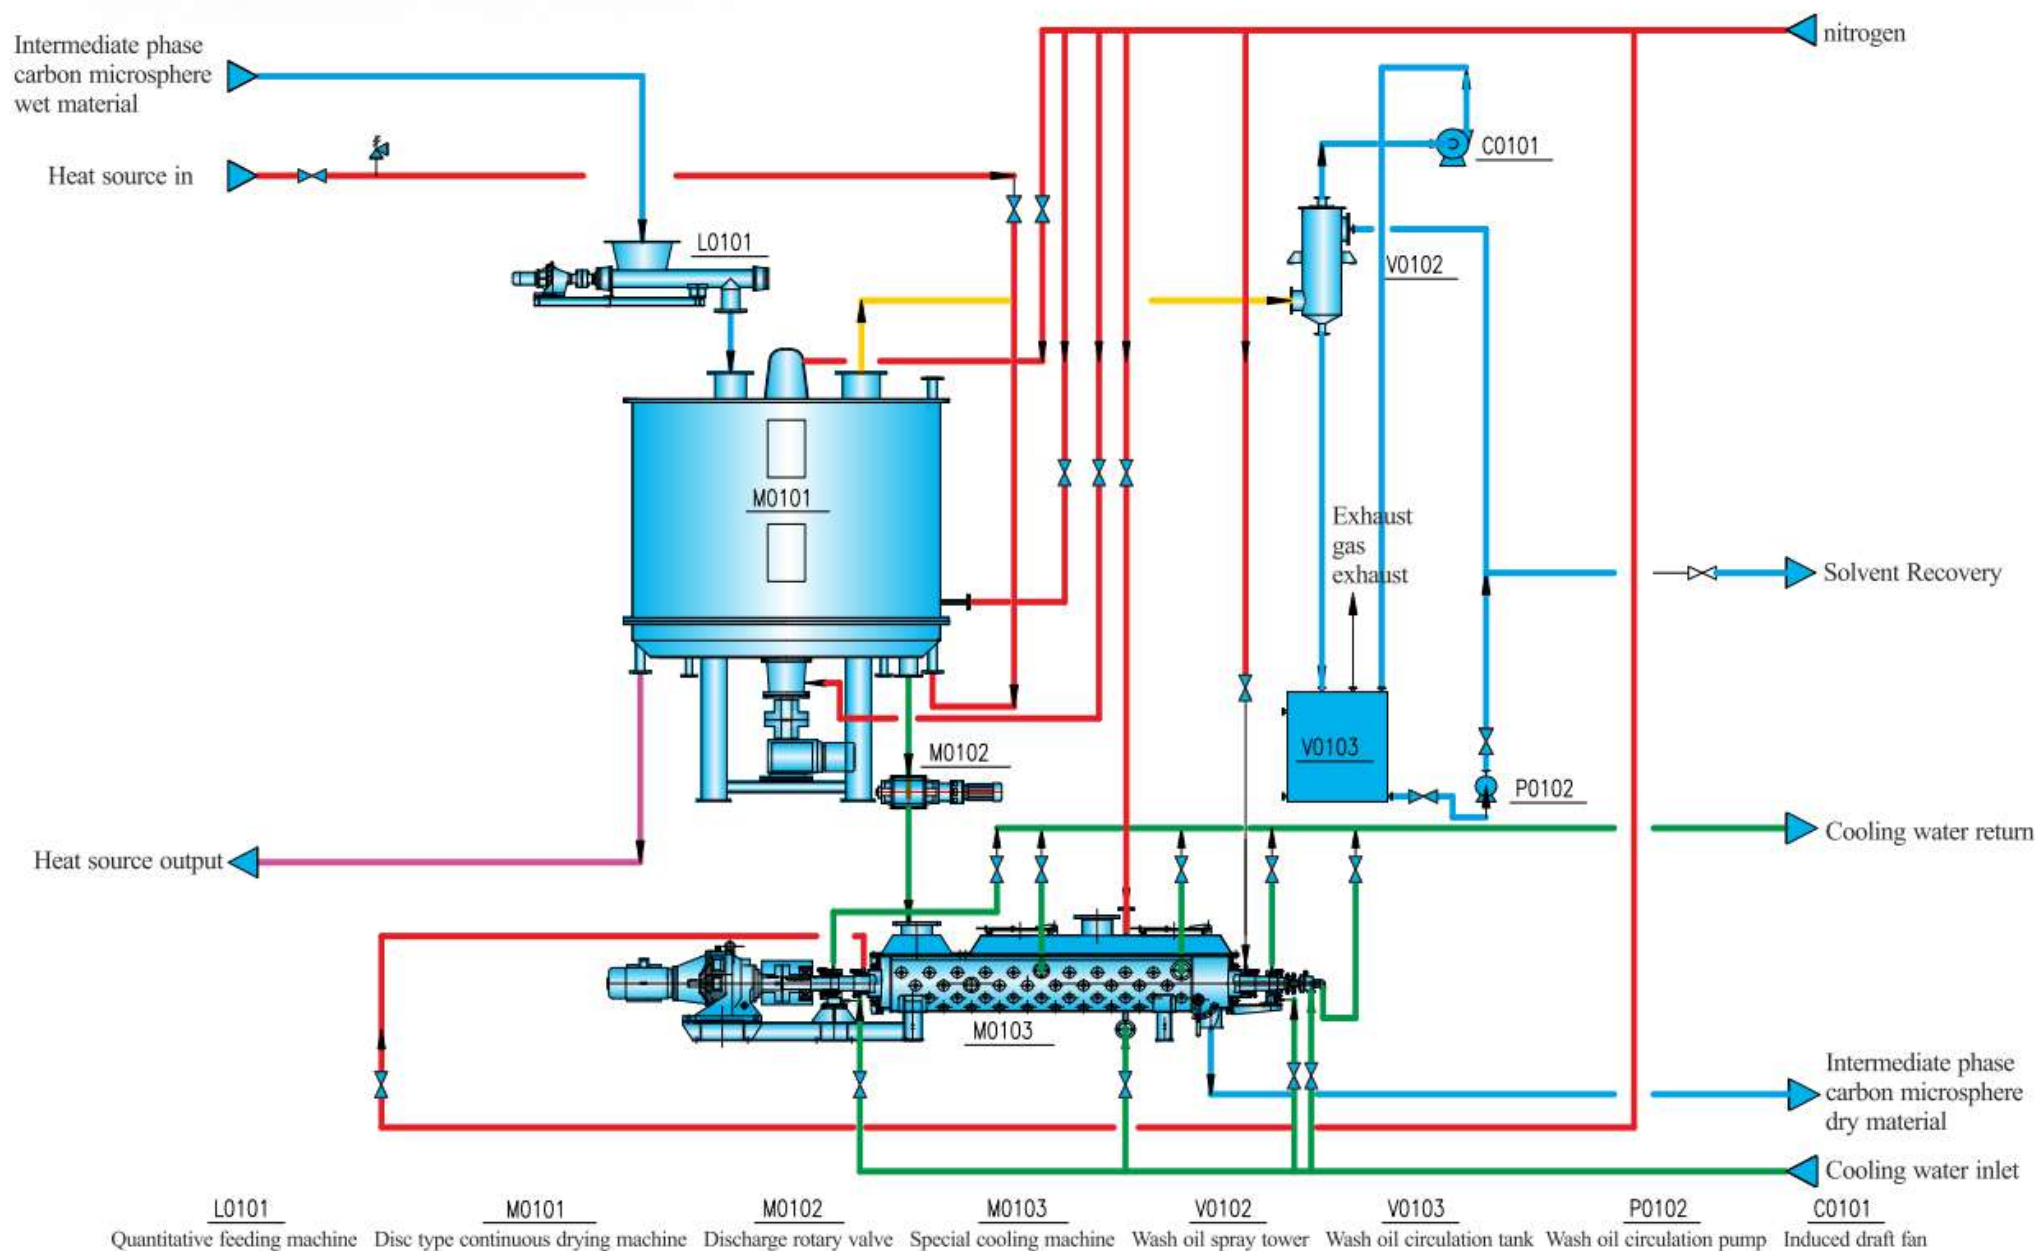 nitrogen
Intermediate phase
carbon microsphere
wet material
Heat source in
C0101
L0101
V0102
M0101
Exhaust
gas
exhaust
Solvent Recovery
V0103
M0102
P0102
Cooling water return
Heat source output
M0103
Intermediate phase
carbon microsphere
dry material
Cooling water inlet
L0101 M0101 M0102 M0103 V0102 V0103 P0102 C0101
Quantitative feeding machine Disc type continuous drying machine Discharge rotary valve Special cooling machine Wash oil spray tower Wash oil circulation tank Wash oil circulation pump Induced draft fan